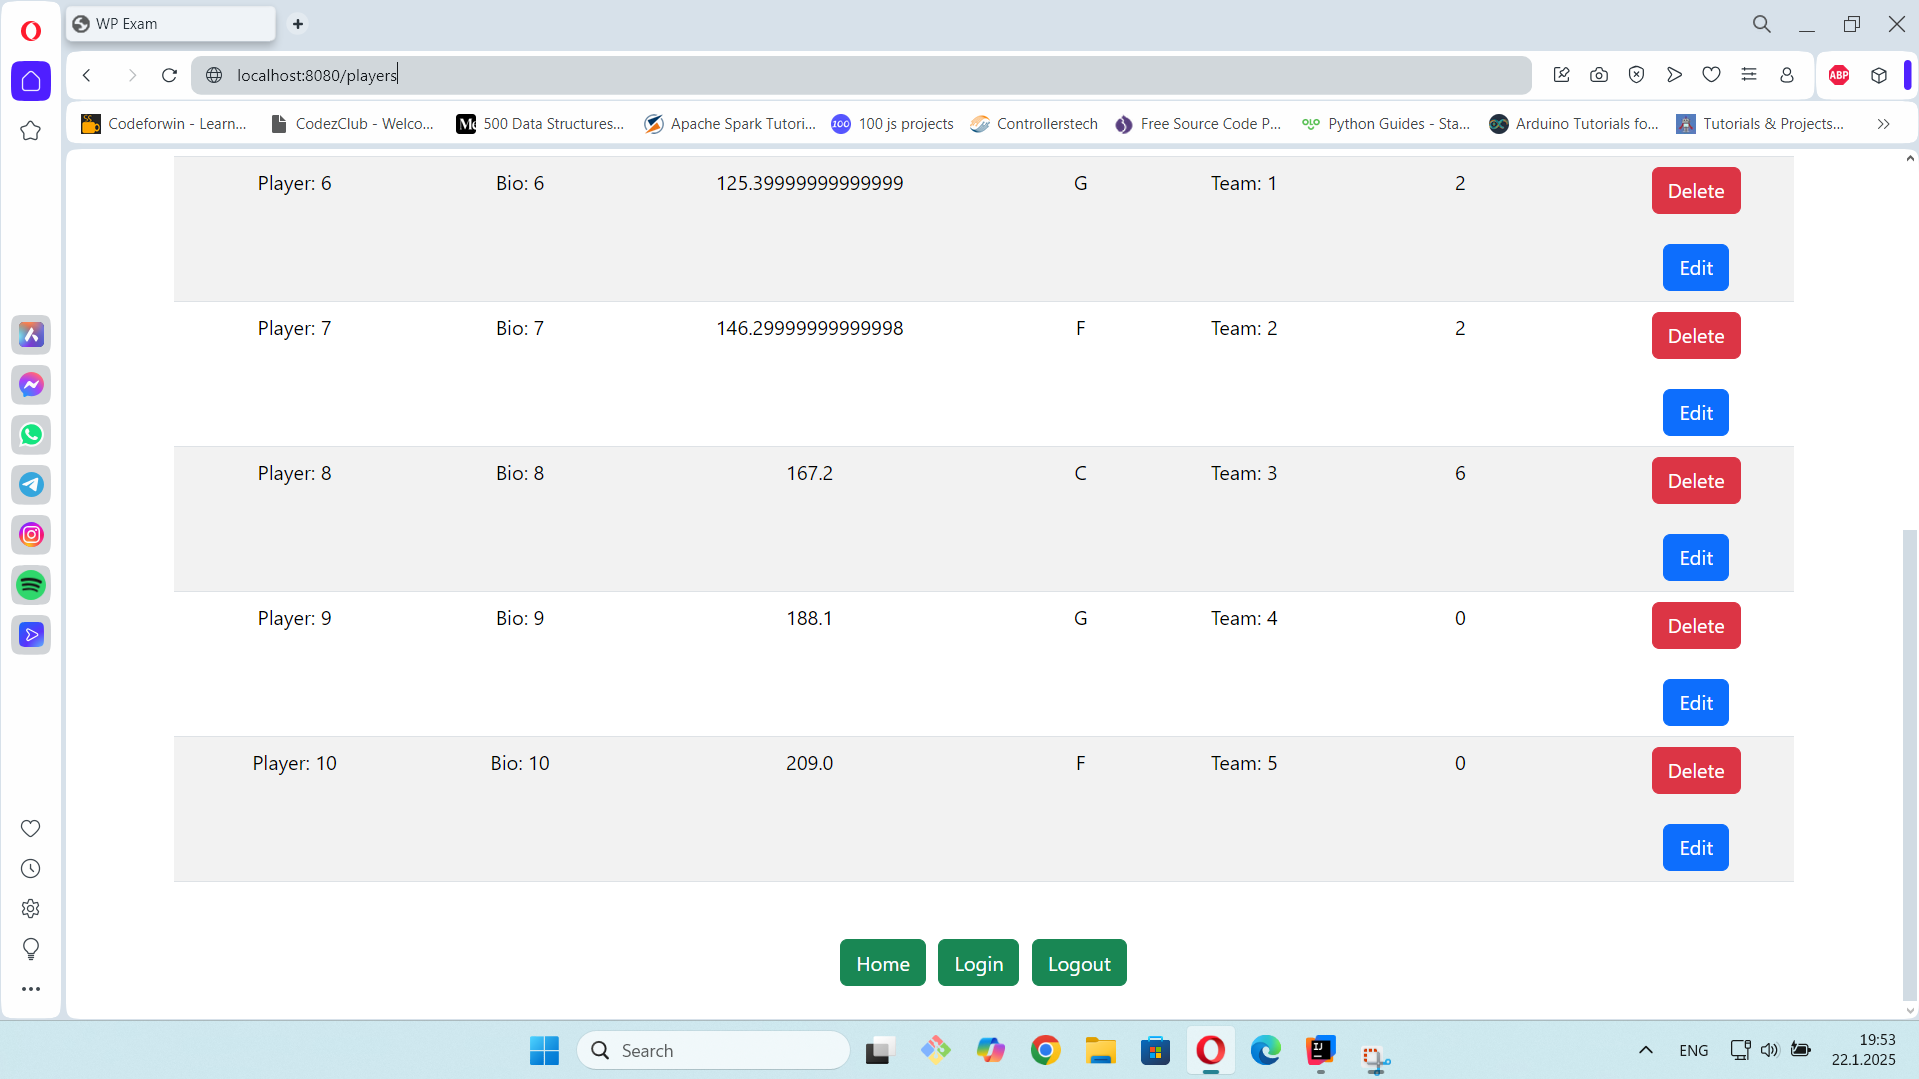 WP Exam
localhost:8080/players
ABP
Codeforwin - Learn... CodezClub - Welco... 500 Data Structures... Apache Spark Tutori... 100 js projects Controllerstech Free Source Code P... Python Guides - Sta... Arduino Tutorials fo... Tutorials & Projects...
Player: 6 Bio: 6 125.39999999999999 G Team: 1 2 Delete
Edit
Player: 7 Bio: 7 146.29999999999998 F Team: 2 2 Delete
Edit
Player: 8 Bio: 8 167.2 C Team: 3 6 Delete
Edit
Player: 9 Bio: 9 188.1 G Team: 4 0 Delete
Edit
Player: 10 Bio: 10 209.0 F Team: 5 0 Delete
Edit
Home Login Logout
Search
ENG
19:53
22.1.2025